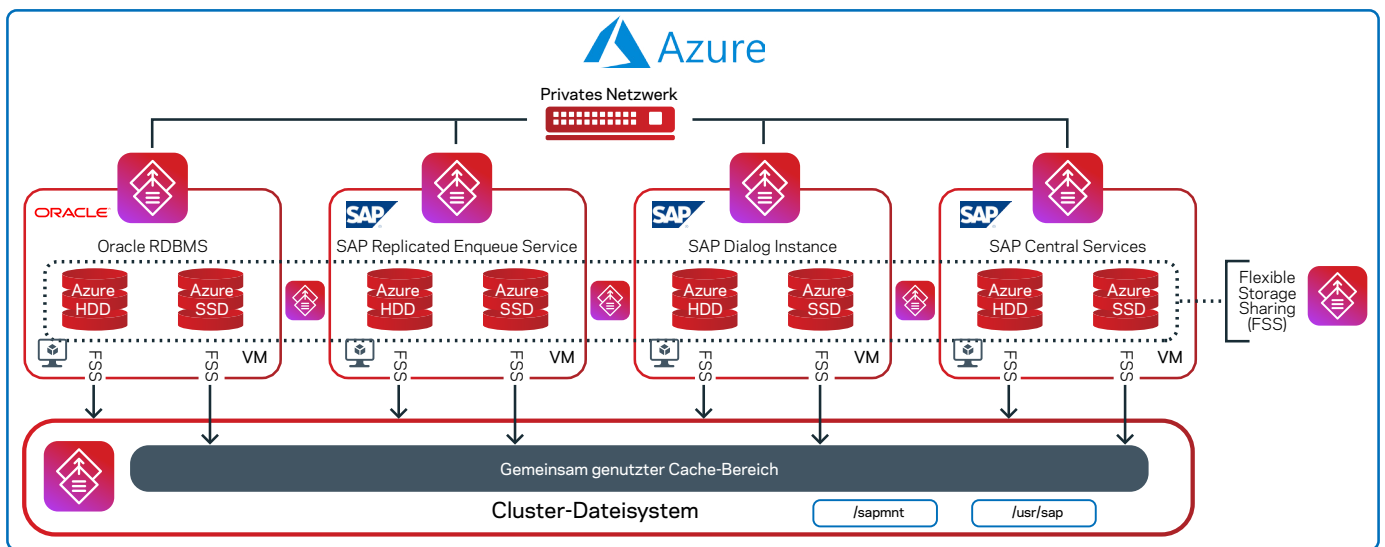 Azure
Privates Netzwerk
ORACLE
Oracle RDBMS
SAP
SAP Replicated Enqueue Service
SAP
SAP Dialog Instance
SAP
SAP Central Services
Azure
HDD
Azure
SSD
Azure
HDD
Azure
SSD
Azure
HDD
Azure
SSD
Azure
HDD
Azure
SSD
Flexible
Storage
Sharing
(FSS)
FSS
FSS
VM
FSS
FSS
VM
FSS
FSS
VM
FSS
FSS
VM
Gemeinsam genutzter Cache-Bereich
Cluster-Dateisystem
/sapmnt
/usr/sap